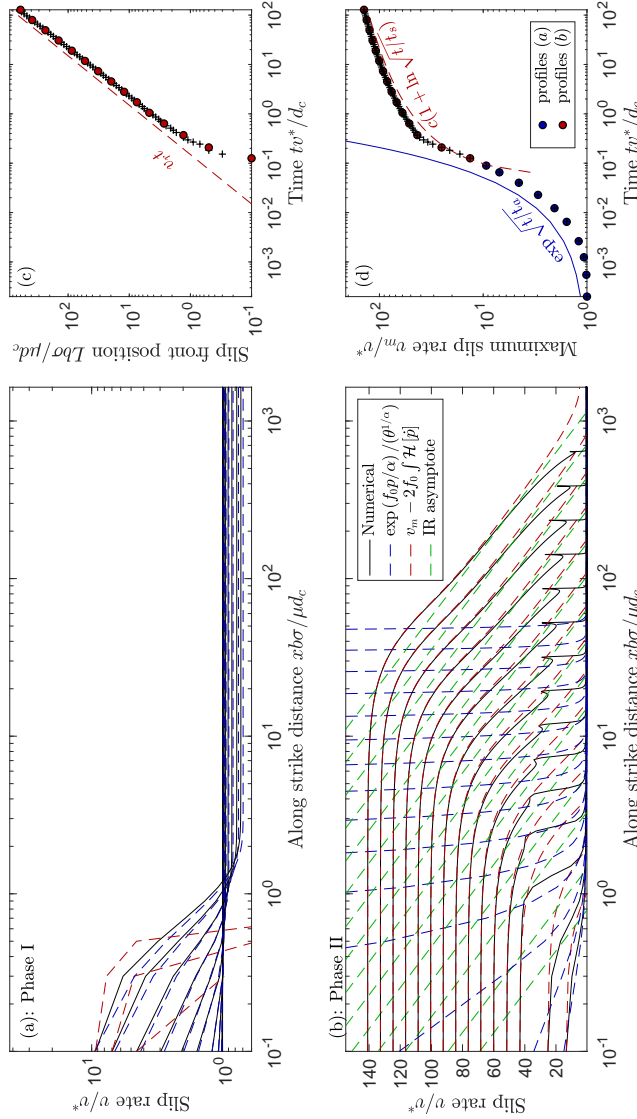 (a): Phase I
Slip rate v/v*
10^1
10^0
10^-1
10^0
10^1
10^2
10^3
Along strike distance xbσ/μd_c
(b): Phase II
Slip rate v/v*
140
120
100
80
60
40
20
10^-1
10^0
10^1
10^2
10^3
Along strike distance xbσ/μd_c
Numerical
exp (f_0p/α)/(θ^{1/α})
v_m − 2f_0 ∫ ℋ [ṗ]
IR asymptote
(c)
Slip front position Lbσ/μd_c
10^2
10^1
10^0
10^-1
v_r t
10^-3
10^-2
10^-1
10^0
10^1
10^2
Time tv*/d_c
(d)
Maximum slip rate v_m/v*
10^2
10^1
10^0
exp √t/t_a
c(1 + ln √t/t_s)
profiles (a)
profiles (b)
10^-3
10^-2
10^-1
10^0
10^1
10^2
Time tv*/d_c